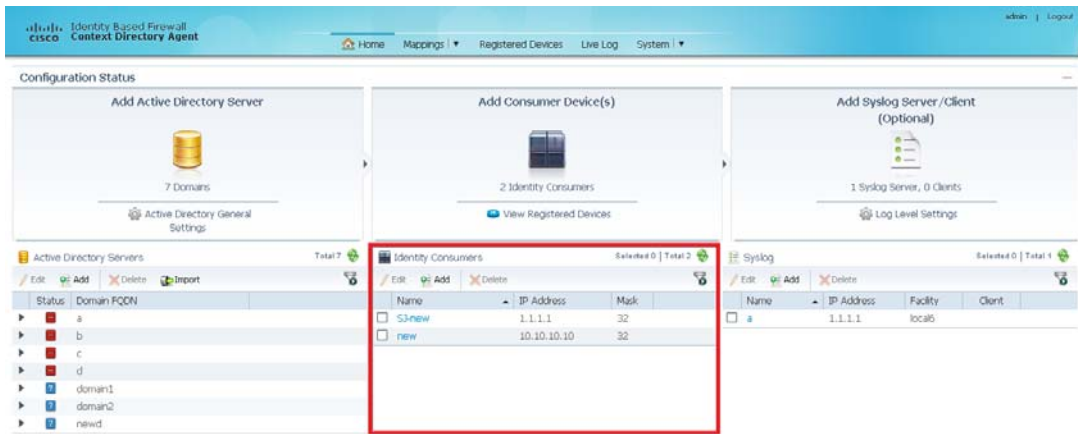 admin | Logout
cisco Identity Based Firewall
Context Directory Agent
Home Mappings Registered Devices Live Log System
Configuration Status
Add Active Directory Server
7 Domains
Active Directory General
Settings
Add Consumer Device(s)
2 Identity Consumers
View Registered Devices
Add Syslog Server/Client
(Optional)
1 Syslog Server, 0 Clients
Log Level Settings
Active Directory Servers Total 7
Edit Add Delete Import
Status Domain FQDN
a
b
c
d
domain1
domain2
newd
Identity Consumers Selected 0 | Total 2
Edit Add Delete
Name IP Address Mask
SJ-new 1.1.1.1 32
new 10.10.10.10 32
Syslog Selected 0 | Total 1
Edit Add Delete
Name IP Address Facility Client
a 1.1.1.1 local6